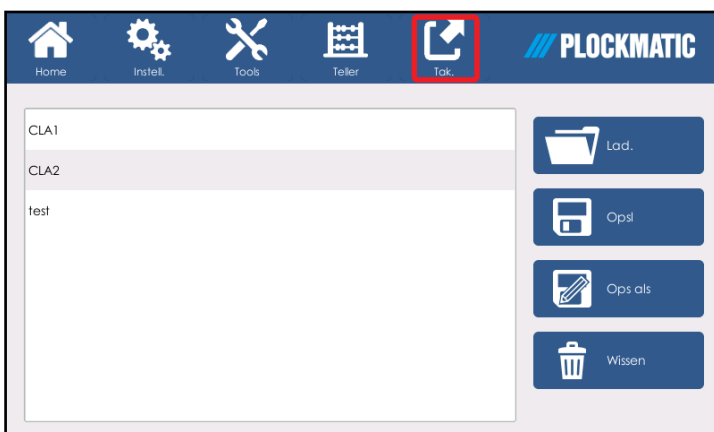 Home
Instell.
Tools
Teller
Tak.
PLOCKMATIC
CLA1
CLA2
test
Lad.
Opsl
Ops als
Wissen